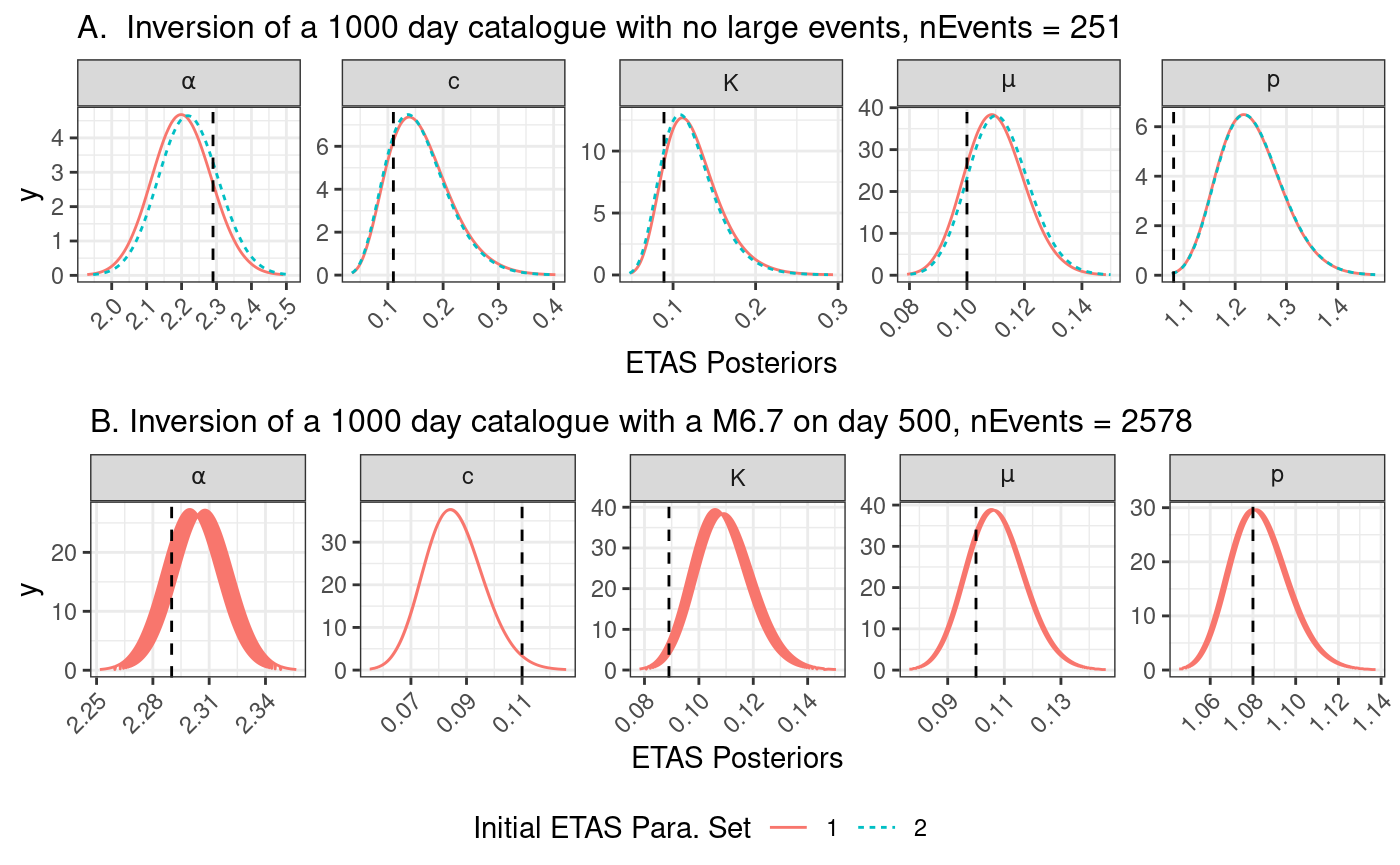 A.  Inversion of a 1000 day catalogue with no large events, nEvents = 251
α c K μ p
y
4 3 2 1 0
6 4 2 0
10 5 0
40 30 20 10 0
6 4 2 0
2.0 2.1 2.2 2.3 2.4 2.5
0.1 0.2 0.3 0.4
0.1 0.2 0.3
0.08 0.10 0.12 0.14
1.1 1.2 1.3 1.4
ETAS Posteriors
B. Inversion of a 1000 day catalogue with a M6.7 on day 500, nEvents = 2578
α c K μ p
y
20 10 0
30 20 10 0
40 30 20 10 0
40 30 20 10 0
30 20 10 0
2.25 2.28 2.31 2.34
0.07 0.09 0.11
0.08 0.10 0.12 0.14
0.09 0.11 0.13
1.06 1.08 1.10 1.12 1.14
ETAS Posteriors
Initial ETAS Para. Set 1 2